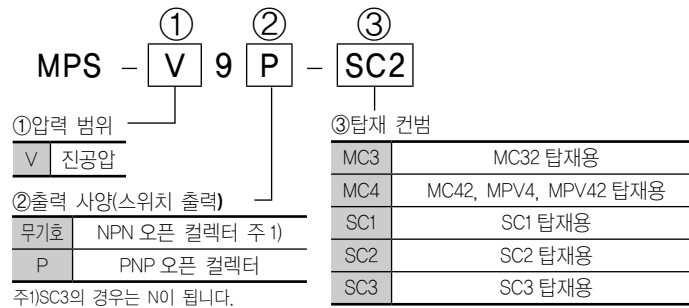 ① ② ③
MPS - V 9 P - SC2
①압력 범위
V 진공압
②출력 사양(스위치 출력)
무기호 NPN 오픈 컬렉터 주 1)
P PNP 오픈 컬렉터
주1)SC3의 경우는 N이 됩니다.
③탑재 컨범
MC3 MC32 탑재용
MC4 MC42, MPV4, MPV42 탑재용
SC1 SC1 탑재용
SC2 SC2 탑재용
SC3 SC3 탑재용